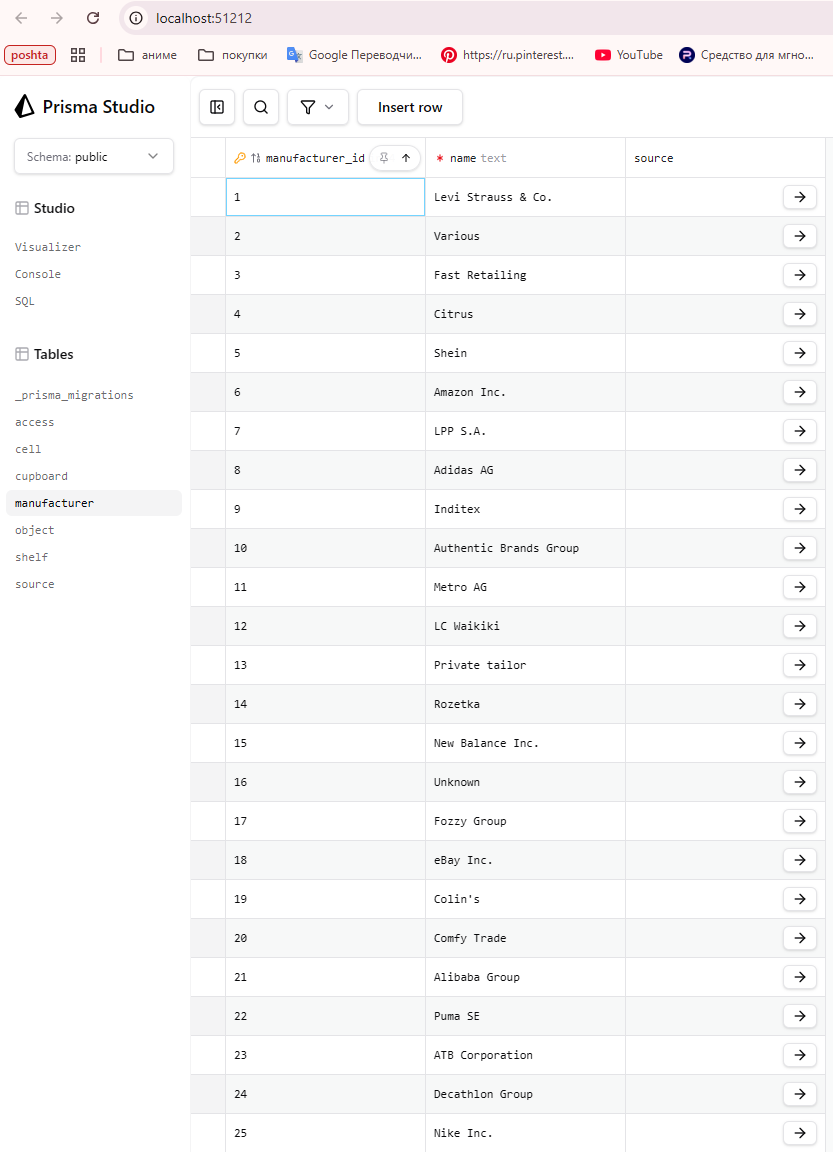 localhost:51212
poshta
аниме
покупки
Google Переводчи...
https://ru.pinterest....
YouTube
Средство для мгно...
Prisma Studio
Insert row
Schema: public
Studio
Visualizer
Console
SQL
Tables
_prisma_migrations
access
cell
cupboard
manufacturer
object
shelf
source
manufacturer_id * name text source
1 Levi Strauss & Co.
2 Various
3 Fast Retailing
4 Citrus
5 Shein
6 Amazon Inc.
7 LPP S.A.
8 Adidas AG
9 Inditex
10 Authentic Brands Group
11 Metro AG
12 LC Waikiki
13 Private tailor
14 Rozetka
15 New Balance Inc.
16 Unknown
17 Fozzy Group
18 eBay Inc.
19 Colin's
20 Comfy Trade
21 Alibaba Group
22 Puma SE
23 ATB Corporation
24 Decathlon Group
25 Nike Inc.